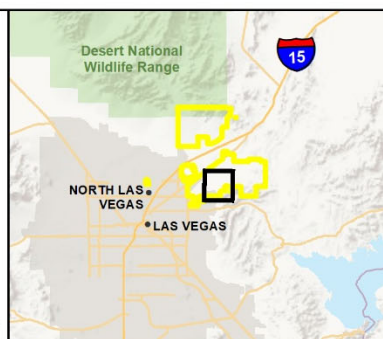 Desert National
Wildlife Range
15
NORTH LAS
VEGAS
LAS VEGAS